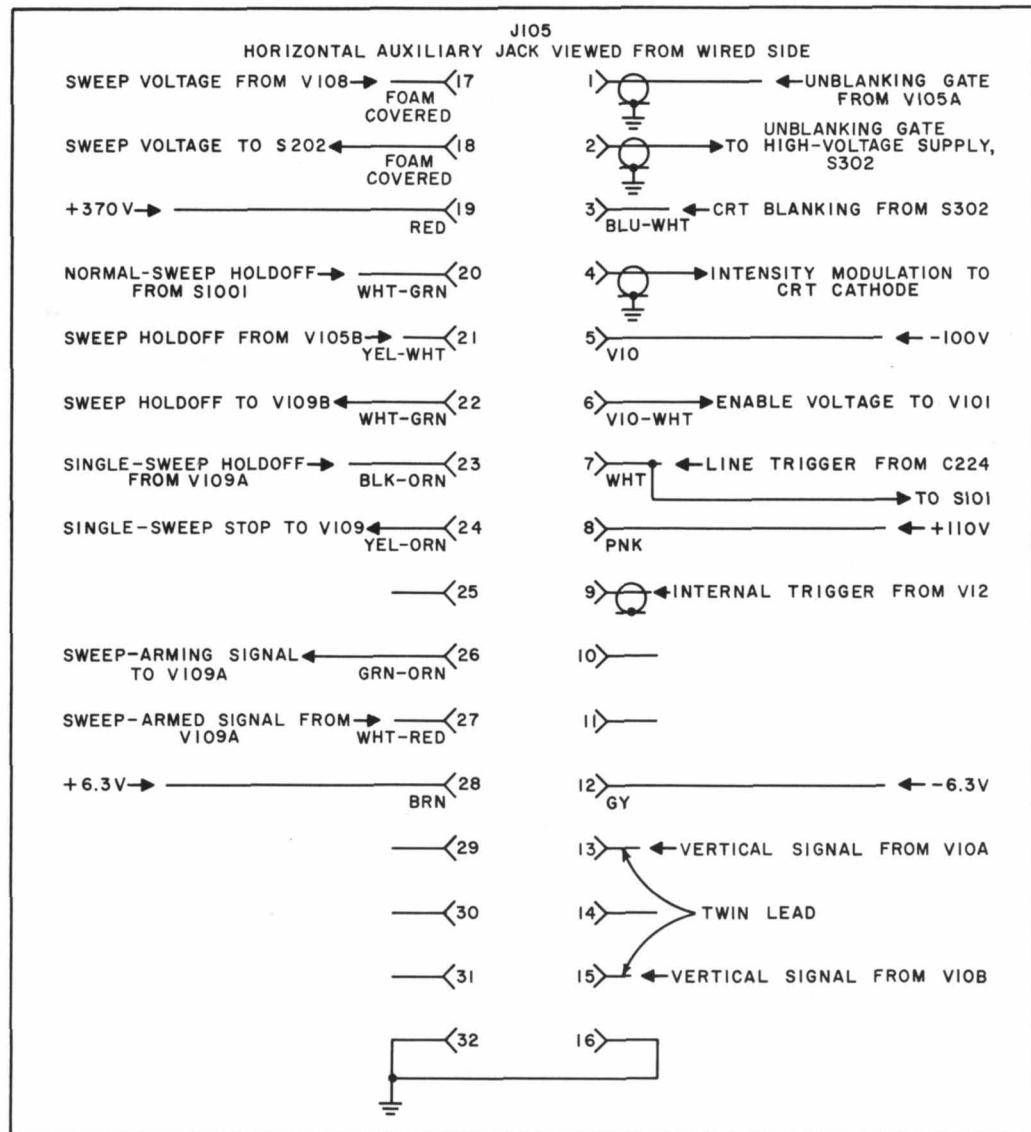 J105
HORIZONTAL AUXILIARY JACK VIEWED FROM WIRED SIDE
SWEEP VOLTAGE FROM V108 17
FOAM
COVERED
1 UNBLANKING GATE
FROM V105A
SWEEP VOLTAGE TO S202 18
FOAM
COVERED
2 TO UNBLANKING GATE
HIGH-VOLTAGE SUPPLY,
S302
+370V 19
RED
3 CRT BLANKING FROM S302
BLU-WHT
NORMAL-SWEEP HOLDOFF 20
FROM S1001 WHT-GRN
4 INTENSITY MODULATION TO
CRT CATHODE
SWEEP HOLDOFF FROM V105B 21
YEL-WHT
5 -100V
VIO
SWEEP HOLDOFF TO V109B 22
WHT-GRN
6 ENABLE VOLTAGE TO V101
VIO-WHT
SINGLE-SWEEP HOLDOFF 23
FROM V109A BLK-ORN
7 LINE TRIGGER FROM C224
WHT
TO S101
SINGLE-SWEEP STOP TO V109 24
YEL-ORN
8 +110V
PNK
25
9 INTERNAL TRIGGER FROM V12
SWEEP-ARMING SIGNAL 26
TO V109A GRN-ORN
10
SWEEP-ARMED SIGNAL FROM 27
V109A WHT-RED
11
+6.3V 28
BRN
12 -6.3V
GY
29
13 VERTICAL SIGNAL FROM V10A
30
14 TWIN LEAD
31
15 VERTICAL SIGNAL FROM V10B
32
16